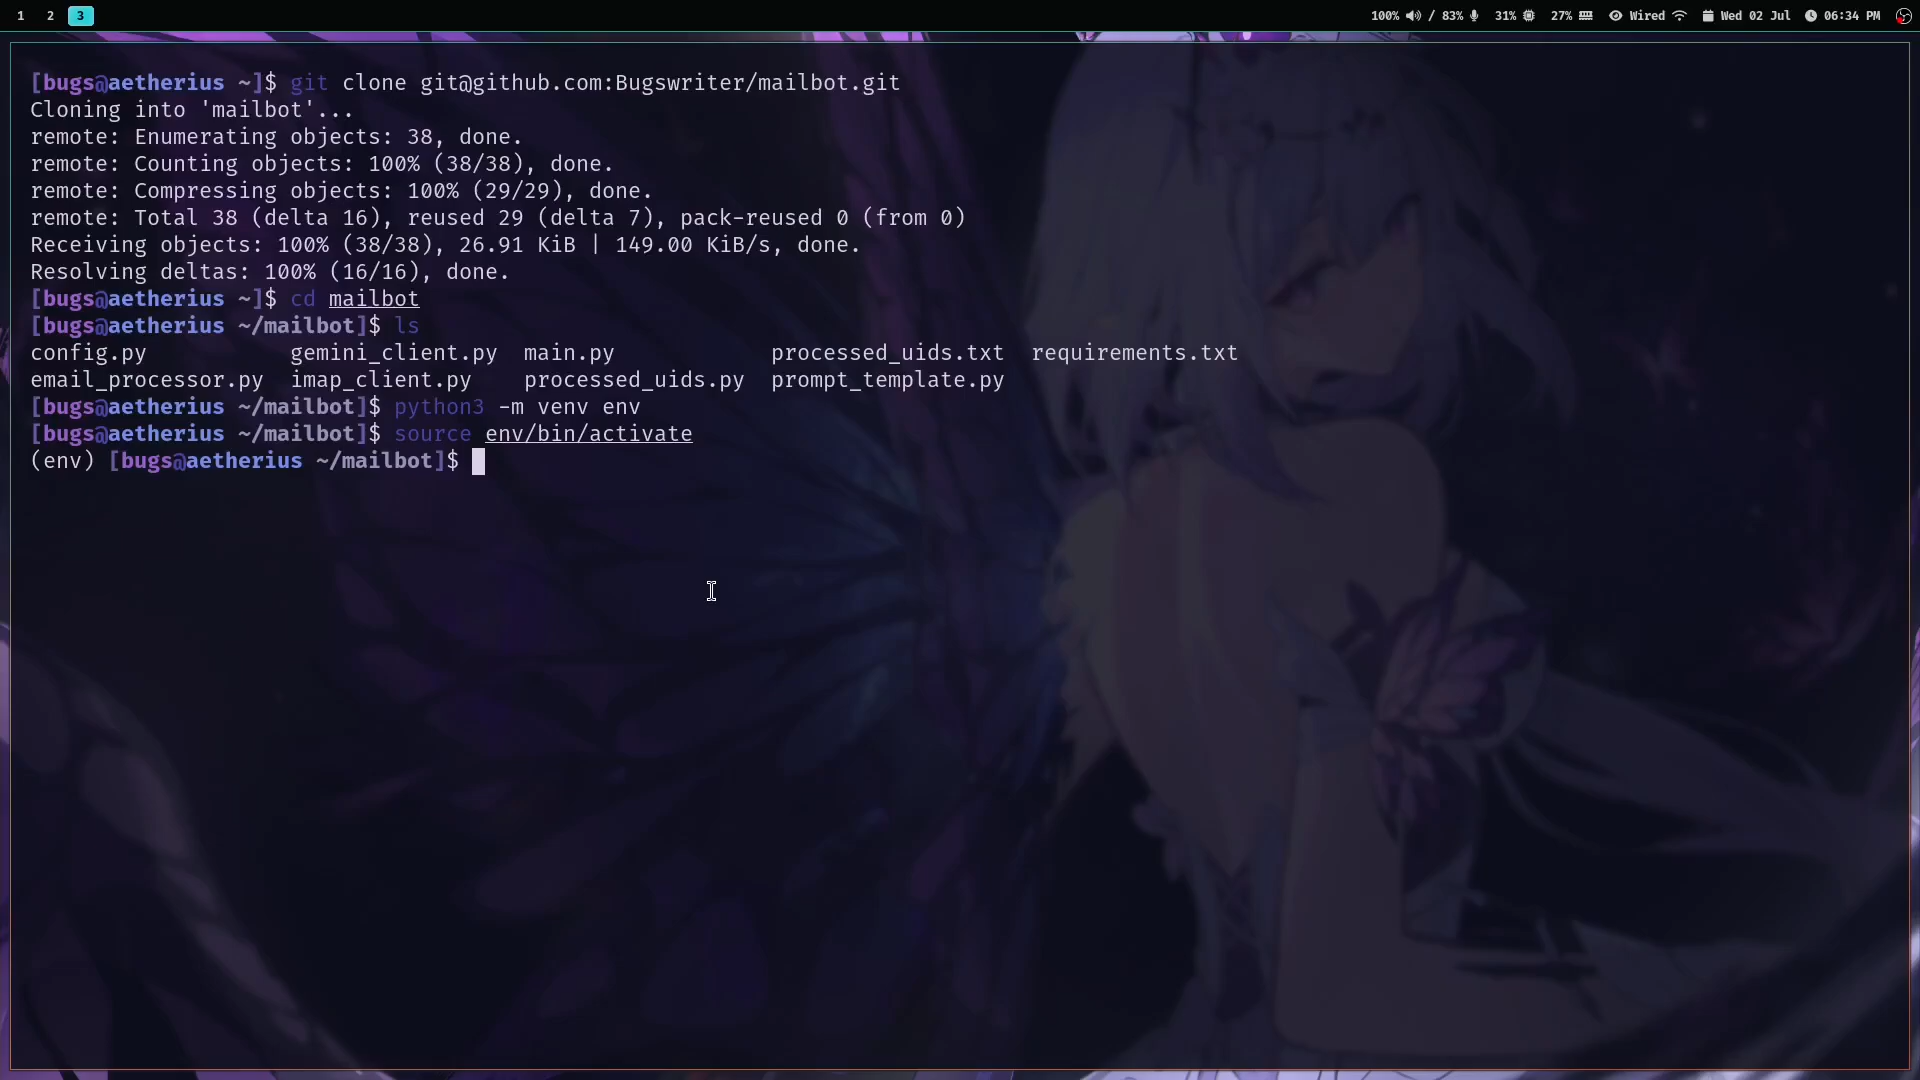 1 2 3 100% / 83% 31% 27% Wired Wed 02 Jul 06:34 PM
[bugs@aetherius ~]$ git clone git@github.com:Bugswriter/mailbot.git
Cloning into 'mailbot'...
remote: Enumerating objects: 38, done.
remote: Counting objects: 100% (38/38), done.
remote: Compressing objects: 100% (29/29), done.
remote: Total 38 (delta 16), reused 29 (delta 7), pack-reused 0 (from 0)
Receiving objects: 100% (38/38), 26.91 KiB | 149.00 KiB/s, done.
Resolving deltas: 100% (16/16), done.
[bugs@aetherius ~]$ cd mailbot
[bugs@aetherius ~/mailbot]$ ls
config.py gemini_client.py main.py processed_uids.txt requirements.txt
email_processor.py imap_client.py processed_uids.py prompt_template.py
[bugs@aetherius ~/mailbot]$ python3 -m venv env
[bugs@aetherius ~/mailbot]$ source env/bin/activate
(env) [bugs@aetherius ~/mailbot]$